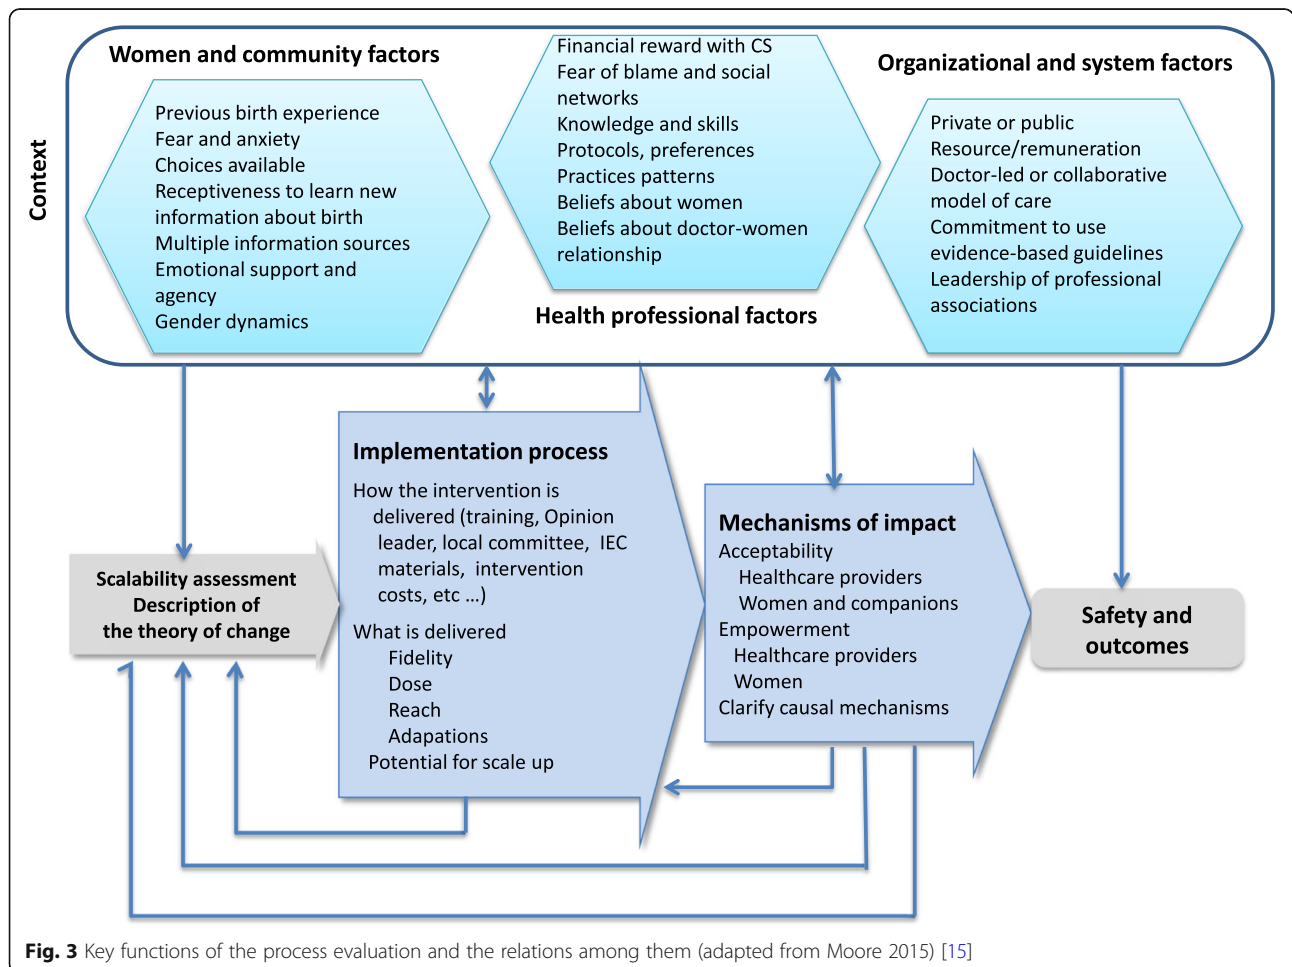 Context
Women and community factors
Previous birth experience
Fear and anxiety
Choices available
Receptiveness to learn new
information about birth
Multiple information sources
Emotional support and
agency
Gender dynamics
Financial reward with CS
Fear of blame and social
networks
Knowledge and skills
Protocols, preferences
Practices patterns
Beliefs about women
Beliefs about doctor-women
relationship
Health professional factors
Organizational and system factors
Private or public
Resource/remuneration
Doctor-led or collaborative
model of care
Commitment to use
evidence-based guidelines
Leadership of professional
associations
Scalability assessment
Description of
the theory of change
Implementation process
How the intervention is
delivered (training, Opinion
leader, local committee, IEC
materials, intervention
costs, etc ...)
What is delivered
Fidelity
Dose
Reach
Adapations
Potential for scale up
Mechanisms of impact
Acceptability
Healthcare providers
Women and companions
Empowerment
Healthcare providers
Women
Clarify causal mechanisms
Safety and
outcomes
Fig. 3 Key functions of the process evaluation and the relations among them (adapted from Moore 2015) [15]